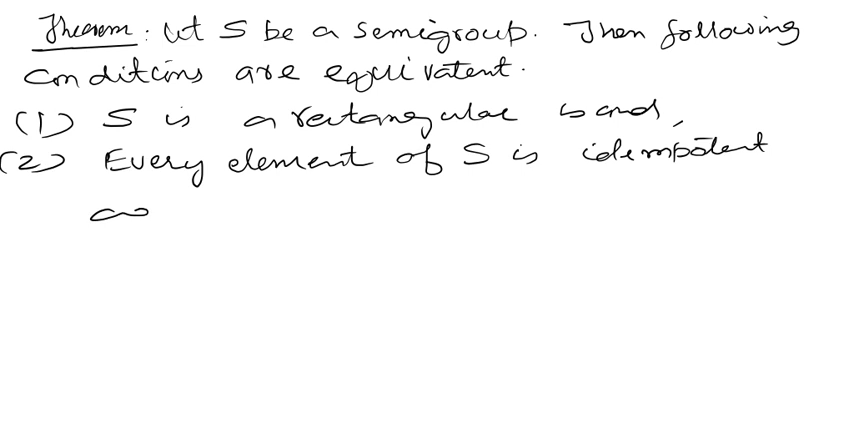 Theorem: Let S be a semigroup. Then following
conditions are equivalent.
(1) S is a rectangular band,
(2) Every element of S is idempotent